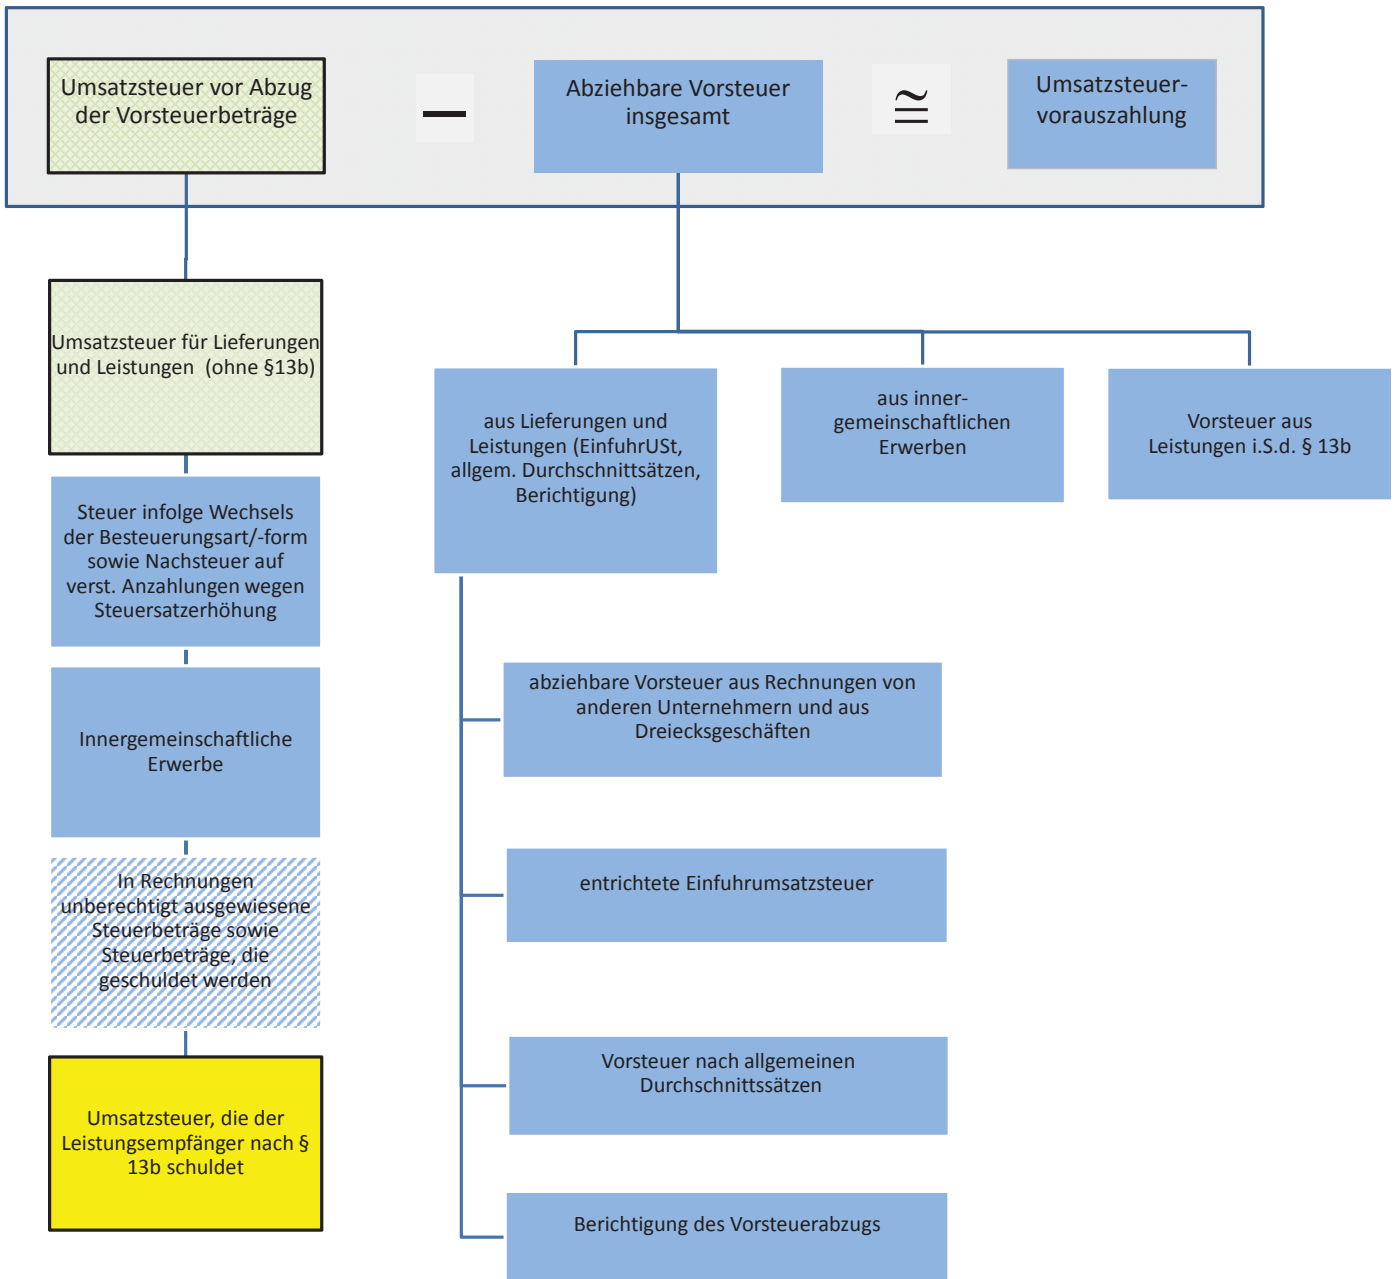 Umsatzsteuer vor Abzug
der Vorsteuerbeträge
—
Abziehbare Vorsteuer
insgesamt
≅
Umsatzsteuer-
vorauszahlung
Umsatzsteuer für Lieferungen
und Leistungen (ohne §13b)
Steuer infolge Wechsels
der Besteuerungsart/-form
sowie Nachsteuer auf
verst. Anzahlungen wegen
Steuersatzerhöhung
Innergemeinschaftliche
Erwerbe
In Rechnungen
unberechtigt ausgewiesene
Steuerbeträge sowie
Steuerbeträge, die
geschuldet werden
Umsatzsteuer, die der
Leistungsempfänger nach §
13b schuldet
aus Lieferungen und
Leistungen (EinfuhrUSt,
allgem. Durchschnittsätzen,
Berichtigung)
aus inner-
gemeinschaftlichen
Erwerben
Vorsteuer aus
Leistungen i.S.d. § 13b
abziehbare Vorsteuer aus Rechnungen von
anderen Unternehmern und aus
Dreiecksgeschäften
entrichtete Einfuhrumsatzsteuer
Vorsteuer nach allgemeinen
Durchschnittssätzen
Berichtigung des Vorsteuerabzugs